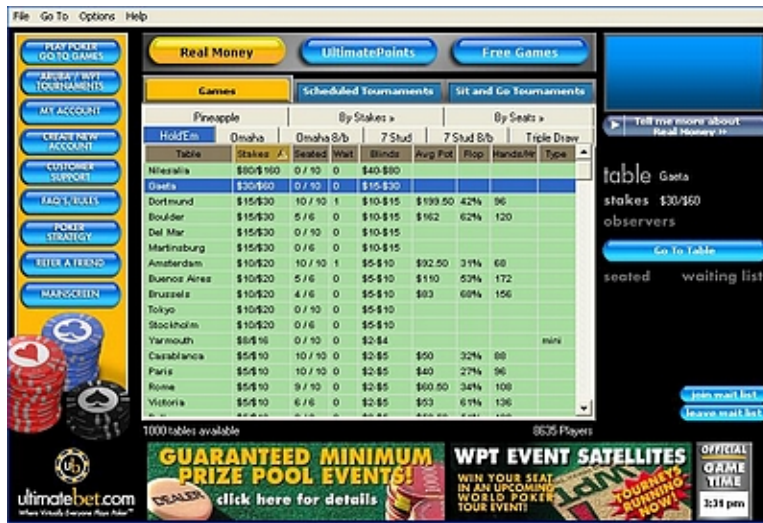 File Go To Options Help
PLAY POKER
GO TO GAMES
ARUBA / WPT
TOURNAMENTS
MY ACCOUNT
CREATE NEW
ACCOUNT
CUSTOMER
SUPPORT
FAQ'S/RULES
POKER
STRATEGY
REFER A FRIEND
MAINSCREEN
Real Money UltimatePoints Free Games
Games Scheduled Tournaments Sit and Go Tournaments
Pineapple By Stakes » By Seats »
Hold'Em Omaha Omaha 8/b 7 Stud 7 Stud 8/b Triple Draw
Table Stakes Seated Wait Blinds Avg Pot Flop Hands/Hr Type
Nilesalia $80/$160 0 / 10 0 $40-$80
Gaeta $30/$60 0 / 10 0 $15-$30
Dortmund $15/$30 10 / 10 1 $10-$15 $199.50 42% 96
Boulder $15/$30 5 / 6 0 $10-$15 $162 62% 120
Del Mar $15/$30 0 / 10 0 $10-$15
Martinsburg $15/$30 0 / 6 0 $10-$15
Amsterdam $10/$20 10 / 10 1 $5-$10 $92.50 31% 68
Buenos Aires $10/$20 5 / 6 0 $5-$10 $110 53% 172
Brussels $10/$20 4 / 6 0 $5-$10 $83 68% 156
Tokyo $10/$20 0 / 10 0 $5-$10
Stockholm $10/$20 0 / 6 0 $5-$10
Yarmouth $8/$16 0 / 10 0 $2-$4 mini
Casablanca $5/$10 10 / 10 0 $2-$5 $50 32% 88
Paris $5/$10 10 / 10 0 $2-$5 $40 27% 96
Rome $5/$10 9 / 10 0 $2-$5 $60.50 34% 108
Victoria $5/$10 6 / 6 0 $2-$5 $53 61% 136
1000 tables available 8635 Players
Tell me more about
Real Money »
table Gaeta
stakes $30/$60
observers
Go To Table
seated waiting list
join wait list
leave wait list
ub
ultimatebet.com
Where Virtually Everyone Plays Poker™
GUARANTEED MINIMUM
PRIZE POOL EVENTS!
DEALER
click here for details
WPT EVENT SATELLITES
WIN YOUR SEAT
IN AN UPCOMING
WORLD POKER
TOUR EVENT!
WPT
TOURNEYS
RUNNING
NOW!
OFFICIAL
GAME
TIME
3:31 pm